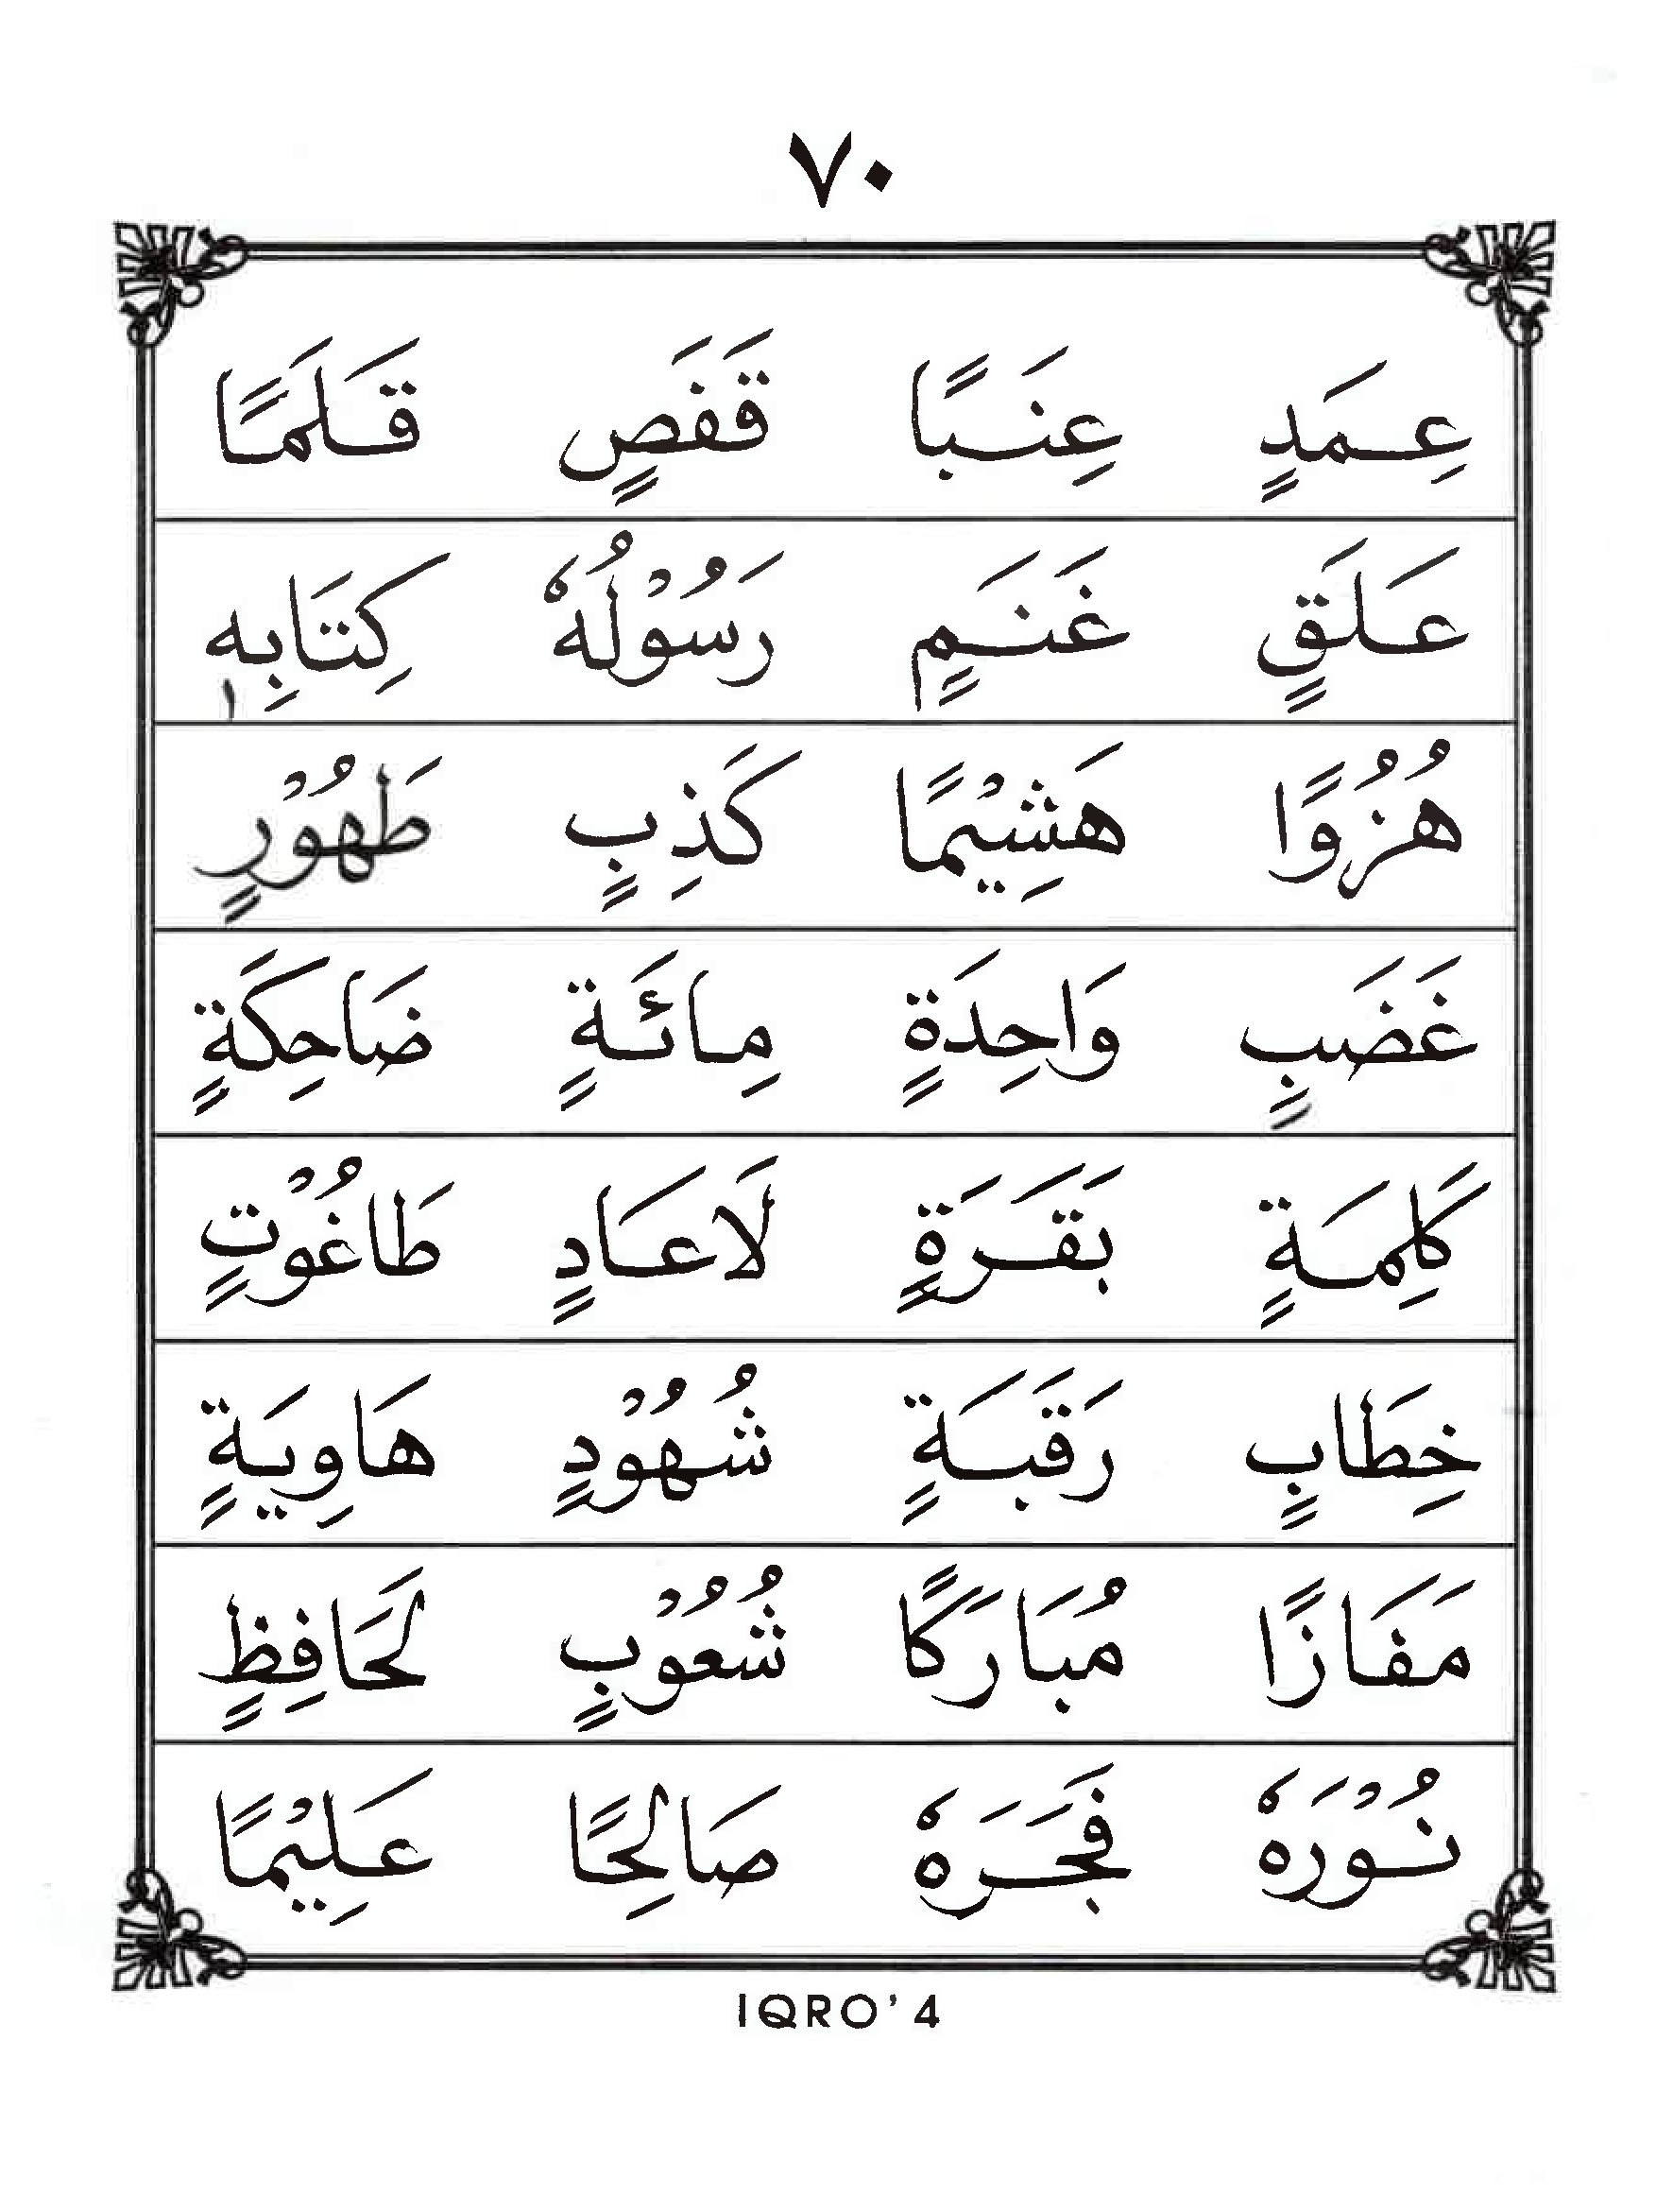 ٧٠
عِمَدٍ عِنَبًا قَفَصٍ قَلَمًا
عَلَقٍ غَنَمٍ رَسُوْلُهٗ كِتَابِهٖ
هُزُوًا هَشِيْمًا كَذِبٍ طَهُوْرٍ
غَضَبٍ وَاحِدَةٍ مِائَةٍ ضَاحِكَةٍ
كَلِمَةٍ بَقَرَةٍ لَاعَادٍ طَاغُوْتٍ
خِطَابٍ رَقَبَةٍ شُهُوْدٍ هَاوِيَةٍ
مَفَازًا مُبَارَكًا شُعُوْبٍ لَحَافِظٍ
نُوْرَهٗ فَجَرَهٗ صَالِحًا عَلِيْمًا
IQRO’ 4